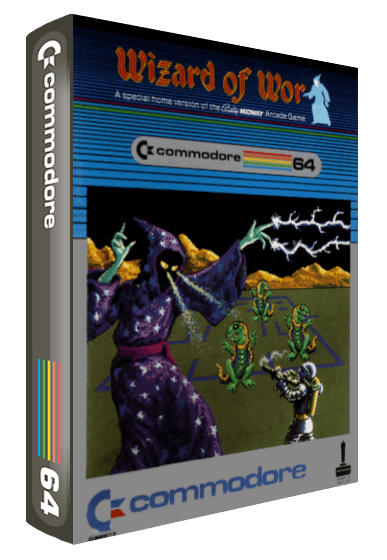 commodore
64
Wizard of Wor
A special home version of the Bally MIDWAY Arcade Game
commodore 64
commodore